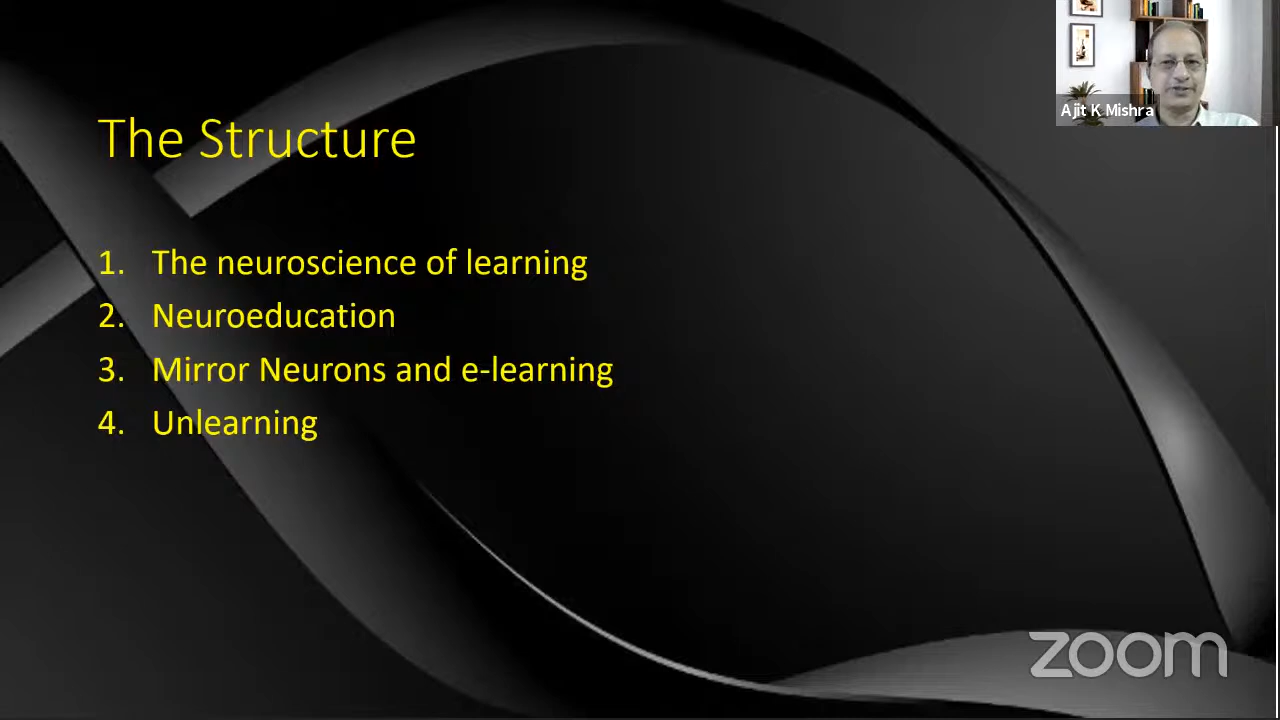 Ajit K Mishra
The Structure
1. The neuroscience of learning
2. Neuroeducation
3. Mirror Neurons and e-learning
4. Unlearning
zoom